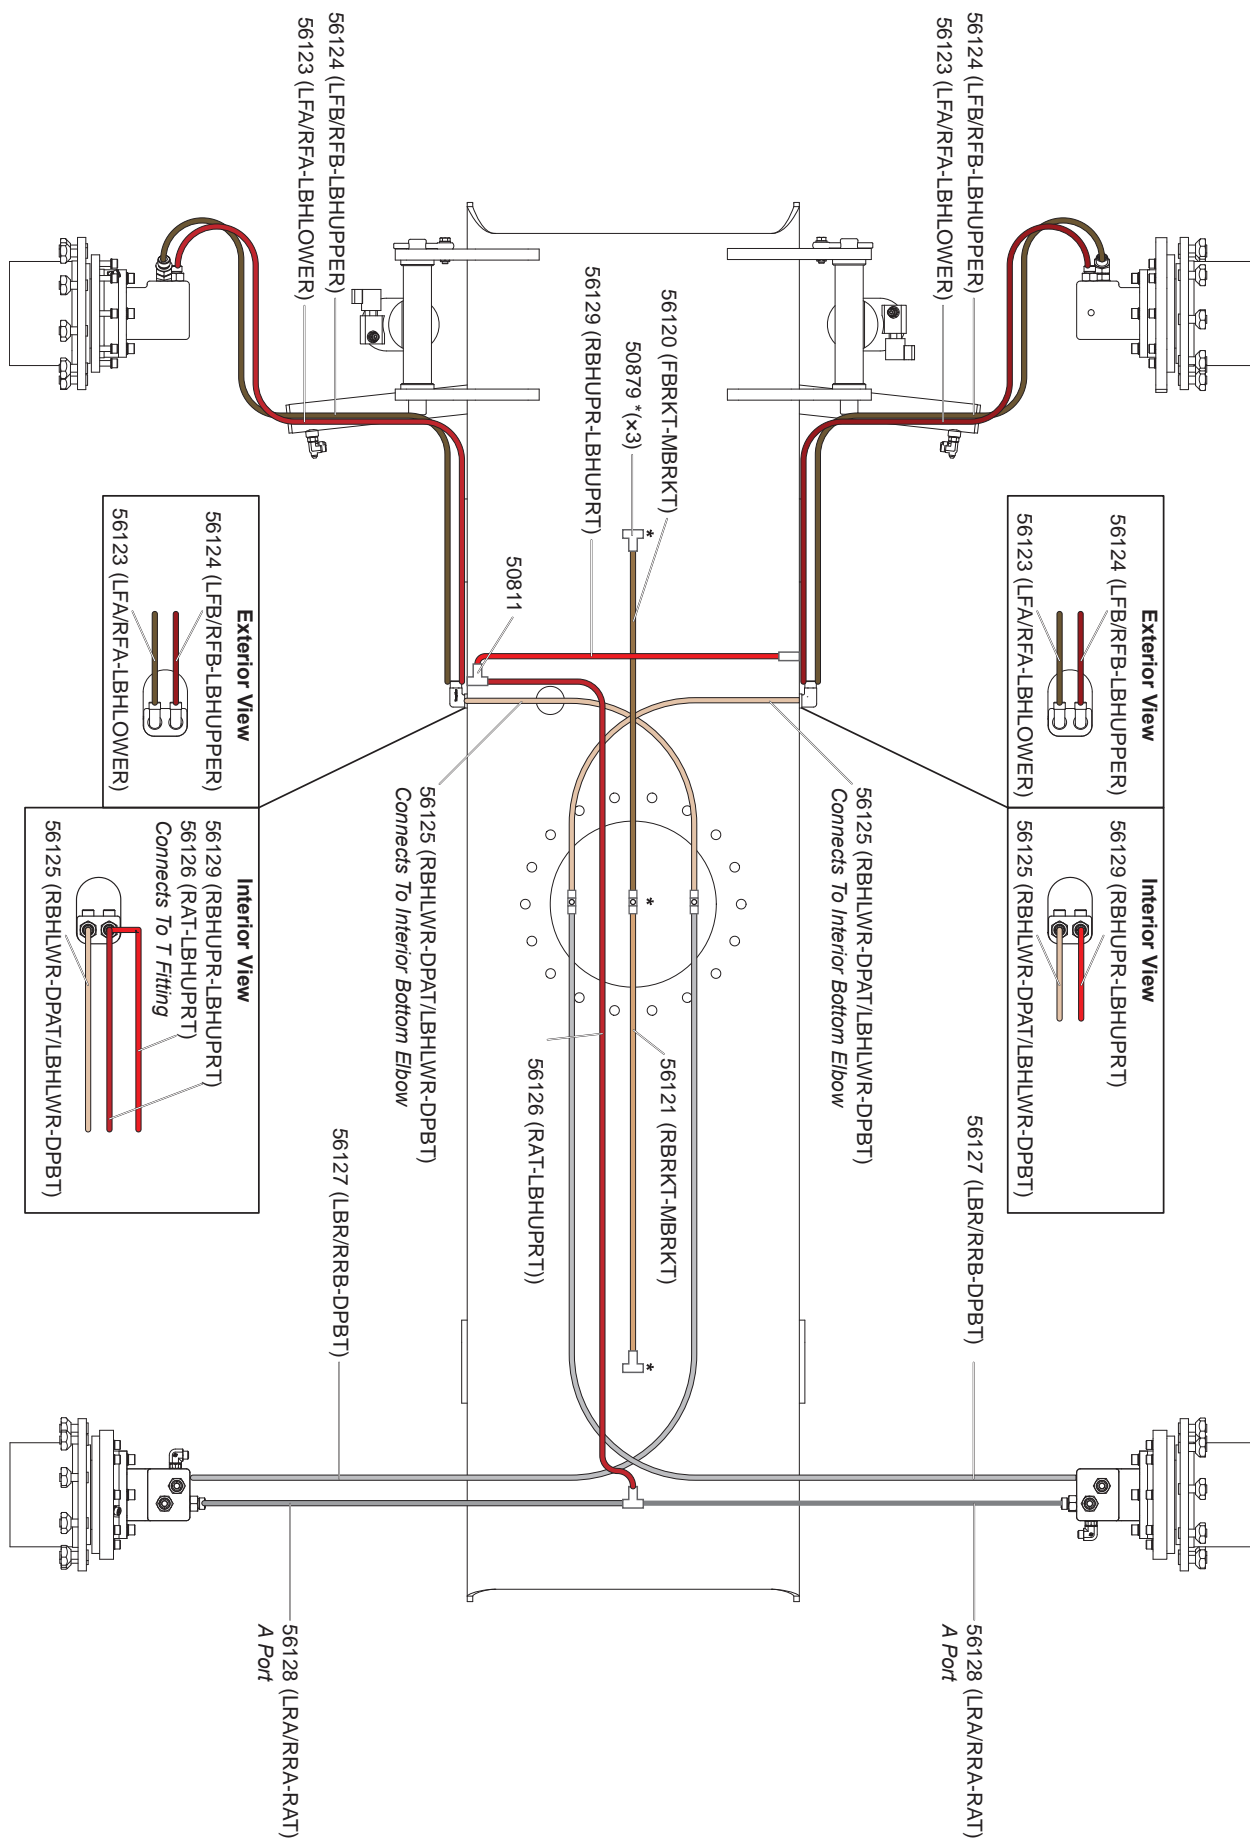 56124 (LFB/RFB-LBHUPPER)
56123 (LFA/RFA-LBHLOWER)
Exterior View
56124 (LFB/RFB-LBHUPPER)
56123 (LFA/RFA-LBHLOWER)
Interior View
56129 (RBHUPR-LBHUPRT)
56125 (RBHLWR-DPAT/LBHLWR-DPBT)
56127 (LBR/RRB-DPBT)
56128 (LRA/RRA-RAT)
A Port
56125 (RBHLWR-DPAT/LBHLWR-DPBT)
Connects To Interior Bottom Elbow
56120 (FBRKT-MBRKT)
50879 *(x3)
56129 (RBHUPR-LBHUPRT)
*
*
*
56121 (RBRKT-MBRKT)
56126 (RAT-LBHUPRT))
50811
56125 (RBHLWR-DPAT/LBHLWR-DPBT)
Connects To Interior Bottom Elbow
56124 (LFB/RFB-LBHUPPER)
56123 (LFA/RFA-LBHLOWER)
Exterior View
56124 (LFB/RFB-LBHUPPER)
56123 (LFA/RFA-LBHLOWER)
Interior View
56129 (RBHUPR-LBHUPRT)
56126 (RAT-LBHUPRT)
Connects To T Fitting
56125 (RBHLWR-DPAT/LBHLWR-DPBT)
56127 (LBR/RRB-DPBT)
56128 (LRA/RRA-RAT)
A Port